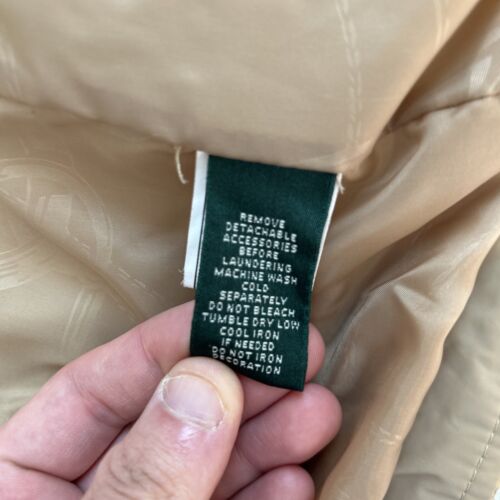 REMOVE
DETACHABLE
ACCESSORIES
BEFORE
LAUNDERING
MACHINE WASH
COLD
SEPARATELY
DO NOT BLEACH
TUMBLE DRY LOW
COOL IRON
IF NEEDED
DO NOT IRON
DECORATION